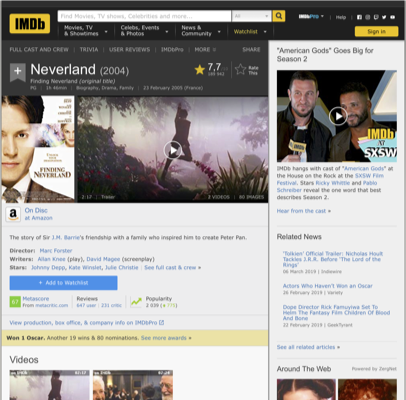 IMDb
Find Movies, TV shows, Celebrities and more...
All
Movies, TV
& Showtimes
Celebs, Events
& Photos
News &
Community
Watchlist
IMDbPro
Help
Sign in
FULL CAST AND CREW | TRIVIA | USER REVIEWS | IMDbPro | MORE
SHARE
Neverland (2004)
Finding Neverland (original title)
PG | 1h 46min | Biography, Drama, Family | 23 February 2005 (France)
7,7
Rate
This
FINDING
NEVERLAND
2:17 | Trailer
2 VIDEOS | 80 IMAGES
On Disc
at Amazon
The story of Sir J.M. Barrie's friendship with a family who inspired him to create Peter Pan.
Director: Marc Forster
Writers: Allan Knee (play), David Magee (screenplay)
Stars: Johnny Depp, Kate Winslet, Julie Christie | See full cast & crew »
+ Add to Watchlist
67
Metascore
From metacritic.com
Reviews
647 user | 231 critic
Popularity
View production, box office, & company info on IMDbPro
Won 1 Oscar. Another 19 wins & 80 nominations. See more awards »
Videos
"American Gods" Goes Big for
Season 2
IMDb
at
SXSW
IMDb hangs with cast of "American Gods" at
the House on the Rock at the SXSW Film
Festival. Stars Ricky Whittle and Pablo
Schreiber reveal the one word that best
describes Season 2.
Hear from the cast »
Related News
'Tolkien' Official Trailer: Nicholas Hoult
Tackles J.R.R. Before 'The Lord of the
Rings'
06 March 2019 | Indiewire
Actors Who Haven't Won an Oscar
26 February 2019 | Variety
Dope Director Rick Famuyiwa Set To
Helm The Fantasy Film Children Of Blood
And Bone
22 February 2019 | GeekTyrant
See all related articles »
Around The Web
Powered by ZergNet